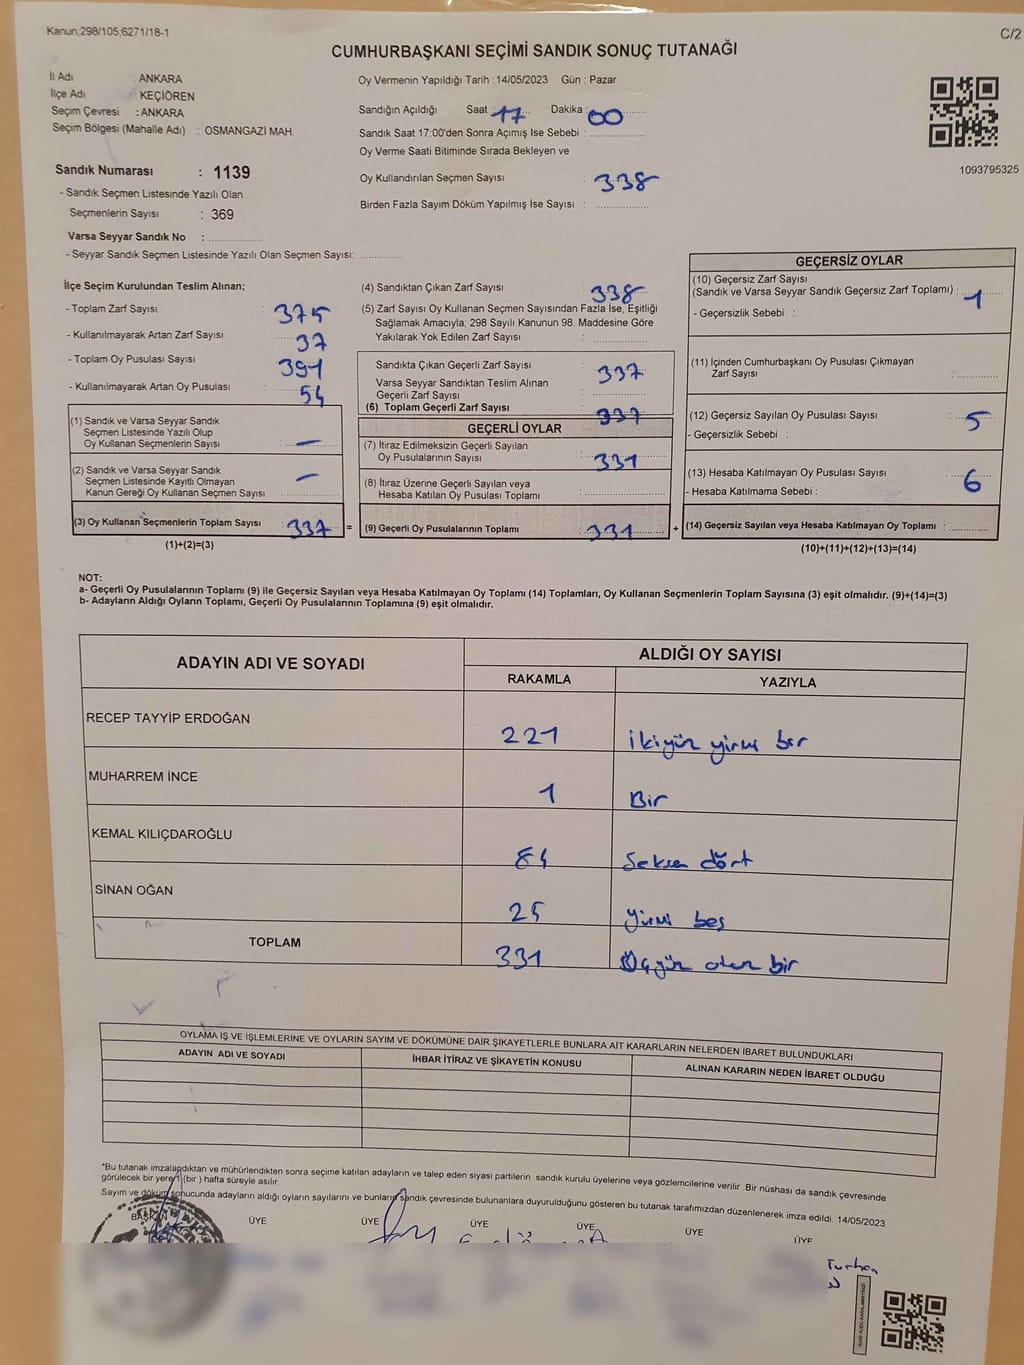 Kanun;298/105;6271/18-1
C/2
CUMHURBAŞKANI SEÇİMİ SANDIK SONUÇ TUTANAĞI
İl Adı : ANKARA
İlçe Adı : KEÇİÖREN
Seçim Çevresi : ANKARA
Seçim Bölgesi (Mahalle Adı) : OSMANGAZİ MAH.
Oy Vermenin Yapıldığı Tarih : 14/05/2023 Gün : Pazar
Sandığın Açıldığı Saat : 17 Dakika : 00
Sandık Saat 17:00'den Sonra Açımış İse Sebebi :
Oy Verme Saati Bitiminde Sırada Bekleyen ve
Oy Kullandırılan Seçmen Sayısı : 338
Birden Fazla Sayım Döküm Yapılmış İse Sayısı :
1093795325
Sandık Numarası : 1139
- Sandık Seçmen Listesinde Yazılı Olan
Seçmenlerin Sayısı : 369
Varsa Seyyar Sandık No :
- Seyyar Sandık Seçmen Listesinde Yazılı Olan Seçmen Sayısı:
İlçe Seçim Kurulundan Teslim Alınan;
- Toplam Zarf Sayısı : 375
- Kullanılmayarak Artan Zarf Sayısı : 37
- Toplam Oy Pusulası Sayısı : 391
- Kullanılmayarak Artan Oy Pusulası : 54
(1) Sandık ve Varsa Seyyar Sandık
Seçmen Listesinde Yazılı Olup
Oy Kullanan Seçmenlerin Sayısı : —
(2) Sandık ve Varsa Seyyar Sandık
Seçmen Listesinde Kayıtlı Olmayan
Kanun Gereği Oy Kullanan Seçmen Sayısı : —
(3) Oy Kullanan Seçmenlerin Toplam Sayısı : 337 =
(1)+(2)=(3)
(4) Sandıktan Çıkan Zarf Sayısı : 338
(5) Zarf Sayısı Oy Kullanan Seçmen Sayısından Fazla İse, Eşitliği
Sağlamak Amacıyla; 298 Sayılı Kanunun 98. Maddesine Göre
Yakılarak Yok Edilen Zarf Sayısı :
Sandıkta Çıkan Geçerli Zarf Sayısı : 337
Varsa Seyyar Sandıktan Teslim Alınan
Geçerli Zarf Sayısı :
(6) Toplam Geçerli Zarf Sayısı : 337
GEÇERLİ OYLAR
(7) İtiraz Edilmeksizin Geçerli Sayılan
Oy Pusulalarının Sayısı : 331
(8) İtiraz Üzerine Geçerli Sayılan veya
Hesaba Katılan Oy Pusulası Toplamı :
(9) Geçerli Oy Pusulalarının Toplamı : 331 +
GEÇERSİZ OYLAR
(10) Geçersiz Zarf Sayısı
(Sandık ve Varsa Seyyar Sandık Geçersiz Zarf Toplamı) : 1
- Geçersizlik Sebebi :
(11) İçinden Cumhurbaşkanı Oy Pusulası Çıkmayan
Zarf Sayısı :
(12) Geçersiz Sayılan Oy Pusulası Sayısı : 5
- Geçersizlik Sebebi :
(13) Hesaba Katılmayan Oy Pusulası Sayısı : 6
- Hesaba Katılmama Sebebi :
(14) Geçersiz Sayılan veya Hesaba Katılmayan Oy Toplamı :
(10)+(11)+(12)+(13)=(14)
NOT:
a- Geçerli Oy Pusulalarının Toplamı (9) ile Geçersiz Sayılan veya Hesaba Katılmayan Oy Toplamı (14) Toplamları, Oy Kullanan Seçmenlerin Toplam Sayısına (3) eşit olmalıdır. (9)+(14)=(3)
b- Adayların Aldığı Oyların Toplamı, Geçerli Oy Pusulalarının Toplamına (9) eşit olmalıdır.
ADAYIN ADI VE SOYADI ALDIĞI OY SAYISI
RAKAMLA YAZIYLA
RECEP TAYYİP ERDOĞAN 221 ikiyüz yirmi bir
MUHARREM İNCE 1 Bir
KEMAL KILIÇDAROĞLU 84 Seksen dört
SİNAN OĞAN 25 Yirmi beş
TOPLAM 331 Üçyüz otuz bir
OYLAMA İŞ VE İŞLEMLERİNE VE OYLARIN SAYIM VE DÖKÜMÜNE DAİR ŞİKAYETLERLE BUNLARA AİT KARARLARIN NELERDEN İBARET BULUNDUKLARI
ADAYIN ADI VE SOYADI İHBAR İTİRAZ VE ŞİKAYETİN KONUSU ALINAN KARARIN NEDEN İBARET OLDUĞU
*Bu tutanak imzalandıktan ve mühürlendikten sonra seçime katılan adayların ve talep eden siyasi partilerin sandık kurulu üyelerine veya gözlemcilerine verilir .Bir nüshası da sandık çevresinde
görülecek bir yere 1 (bir ) hafta süreyle asılır.
Sayım ve döküm sonucunda adayların aldığı oyların sayılarını ve bunların sandık çevresinde bulunanlara duyurulduğunu gösteren bu tutanak tarafımızdan düzenlenerek imza edildi. 14/05/2023
BAŞKAN ÜYE ÜYE ÜYE ÜYE ÜYE ÜYE
Turhan